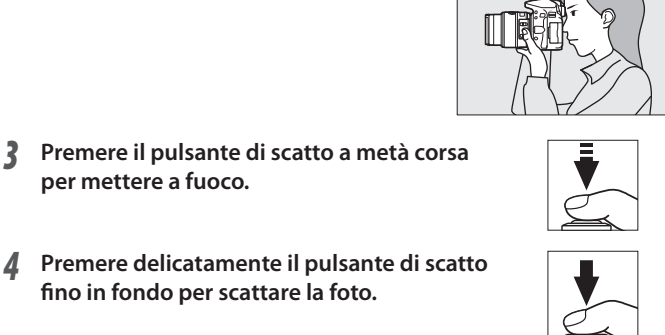 3 Premere il pulsante di scatto a metà corsa
per mettere a fuoco.
4 Premere delicatamente il pulsante di scatto
fino in fondo per scattare la foto.